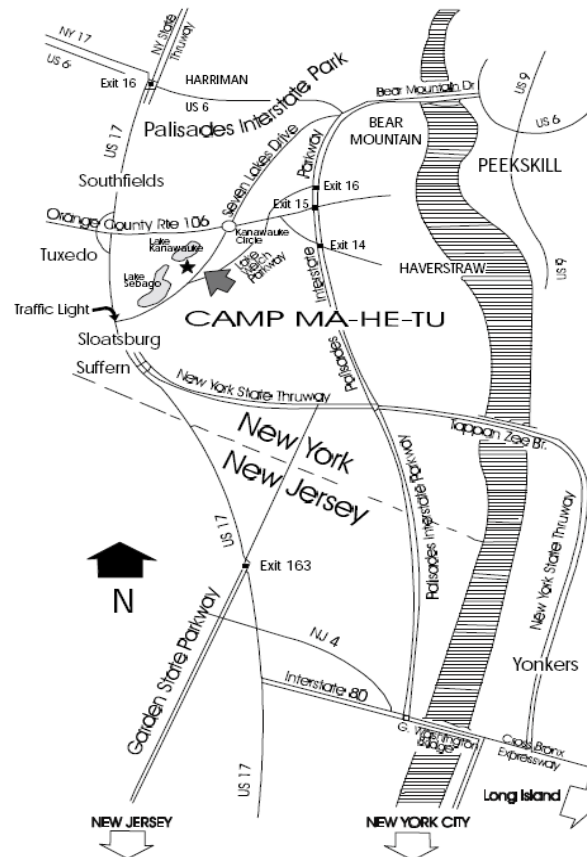 NY 17
US 6
NY State
Thruway
Exit 16
HARRIMAN
US 6
Palisades Interstate Park
Bear Mountain Dr
US 9
US 6
BEAR
MOUNTAIN
PEEKSKILL
US 17
Southfields
Seven Lakes Drive
Parkway
Exit 16
Exit 15
Orange County Rte 106
Kanawauke
Circle
Lake
Kanawauke
Exit 14
Tuxedo
Lake Welch
Parkway
Interstate
HAVERSTRAW
US 9
Lake
Sebago
Traffic Light
CAMP MA-HE-TU
Sloatsburg
Suffern
Palisades
New York State Thruway
Tappan Zee Br.
New York
New Jersey
US 17
Palisades Interstate Parkway
New York State Thruway
Exit 163
N
NJ 4
Garden State Parkway
Yonkers
Interstate 80
G. Washington
Bridge
Cross Bronx
Expressway
US 17
Long Island
NEW JERSEY
NEW YORK CITY